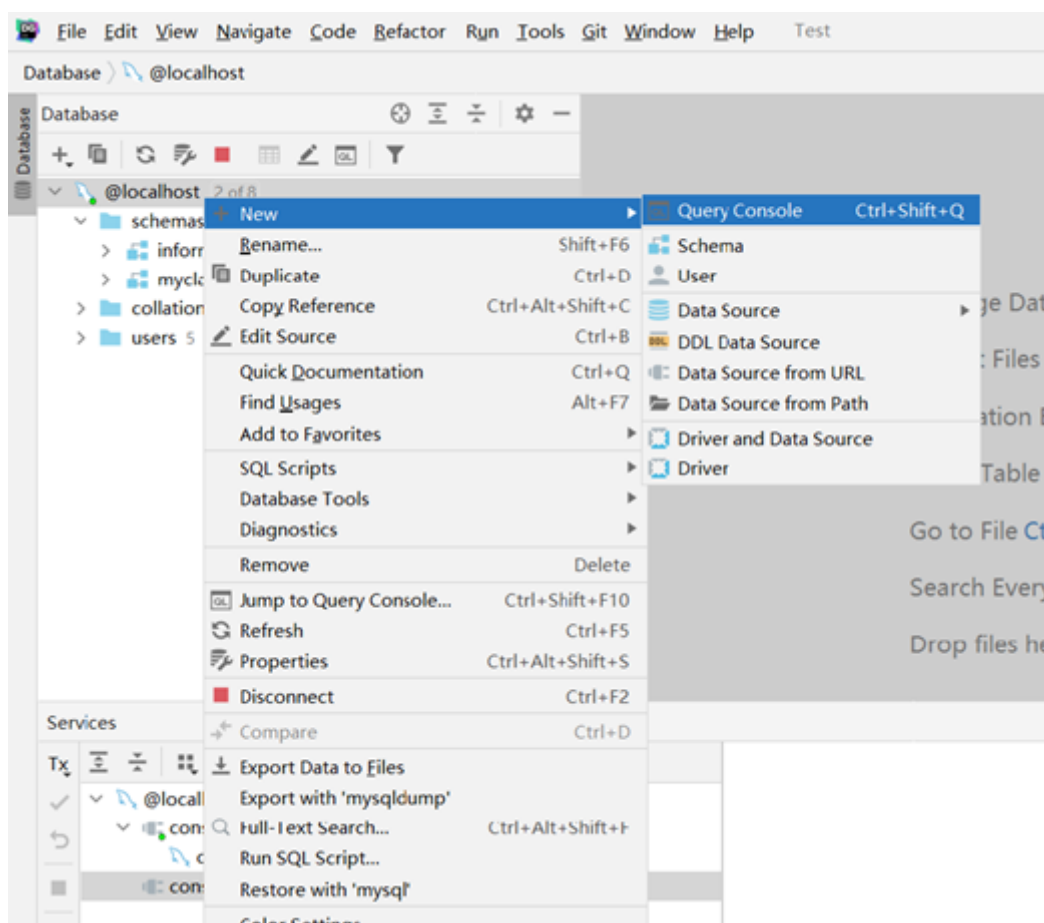 File Edit View Navigate Code Refactor Run Tools Git Window Help Test
Database @localhost
Database
Database
@localhost 2 of 8
schemas
collation
users 5
New
Rename... Shift+F6
Duplicate Ctrl+D
Copy Reference Ctrl+Alt+Shift+C
Edit Source Ctrl+B
Quick Documentation Ctrl+Q
Find Usages Alt+F7
Add to Favorites
SQL Scripts
Database Tools
Diagnostics
Remove Delete
Jump to Query Console... Ctrl+Shift+F10
Refresh Ctrl+F5
Properties Ctrl+Alt+Shift+S
Disconnect Ctrl+F2
Compare Ctrl+D
Export Data to Files
Export with 'mysqldump'
Full-Text Search... Ctrl+Alt+Shift+F
Run SQL Script...
Restore with 'mysql'
Color Settings
Query Console Ctrl+Shift+Q
Schema
User
Data Source
DDL Data Source
Data Source from URL
Data Source from Path
Driver and Data Source
Driver
Files
Table
Go to File
Search
Drop files
Services
Tx
@local